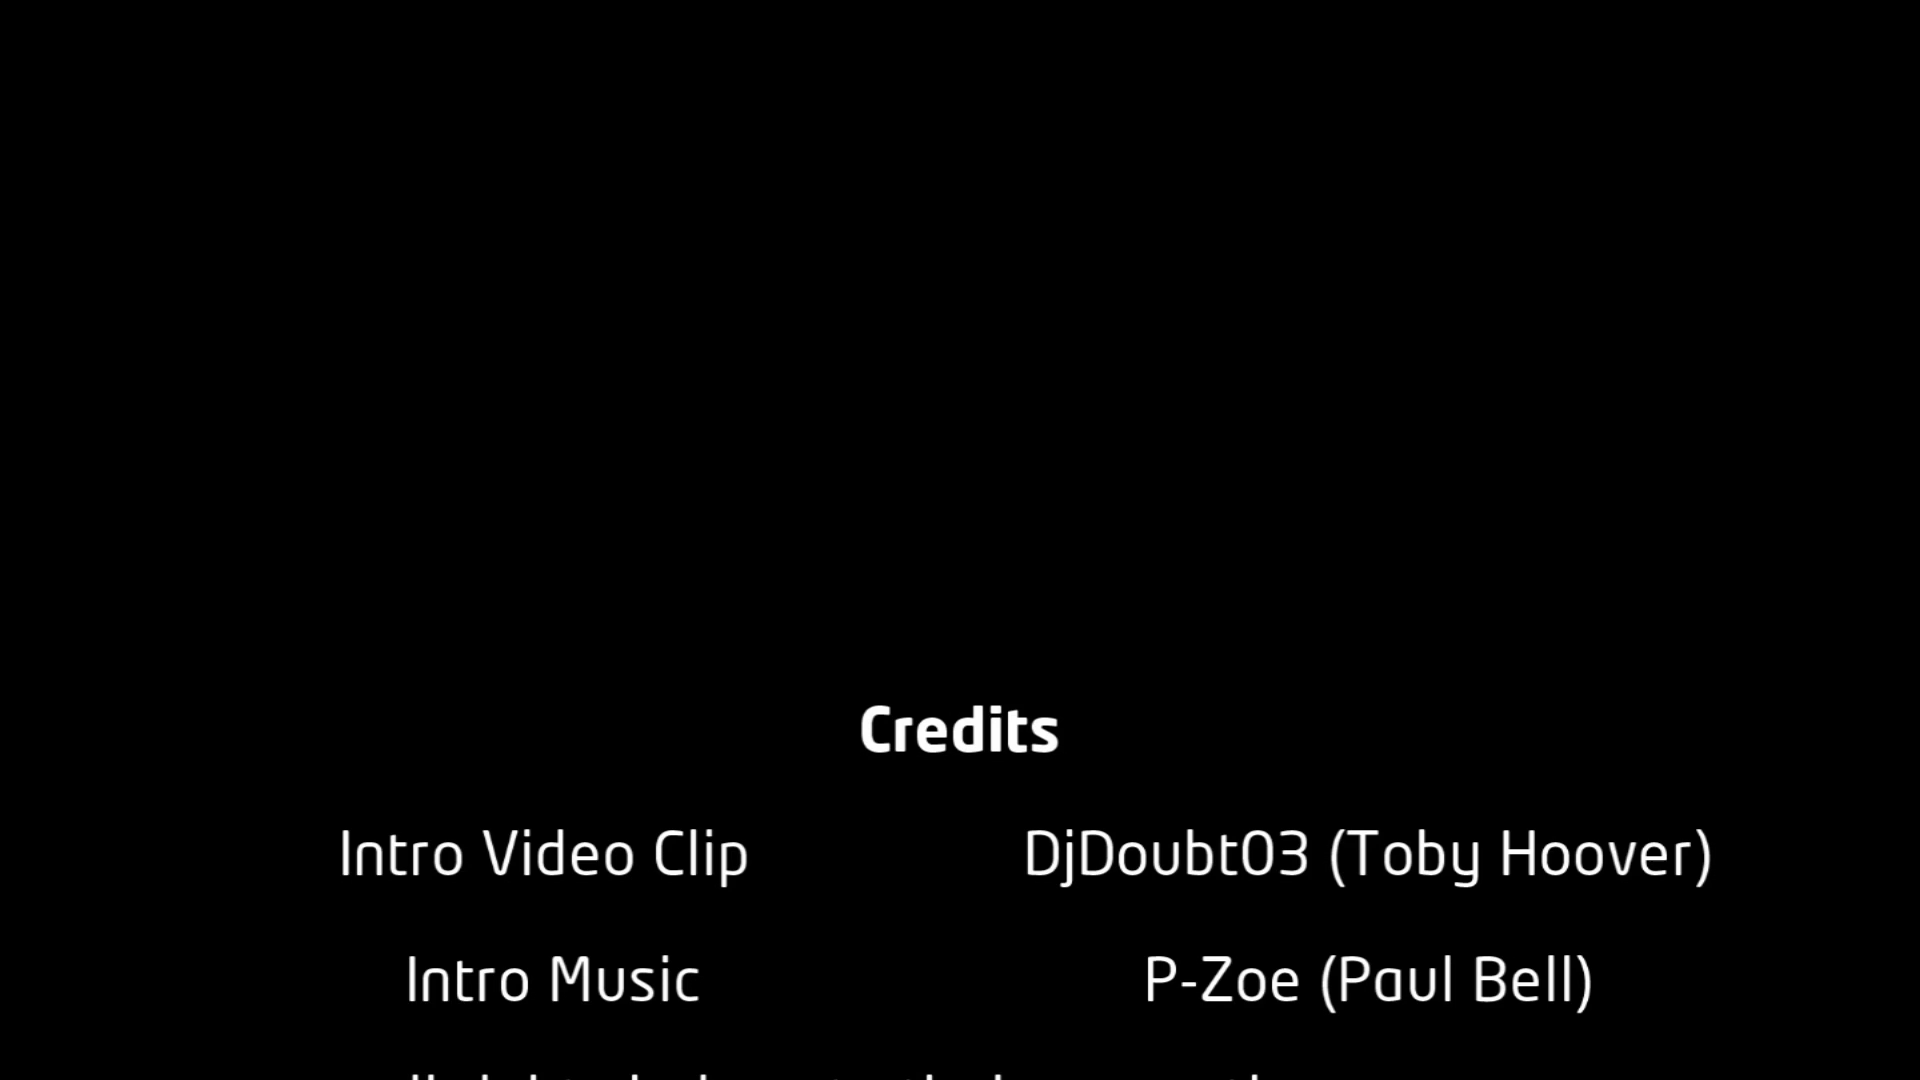 Credits
Intro Video Clip DjDoubt03 (Toby Hoover)
Intro Music P-Zoe (Paul Bell)